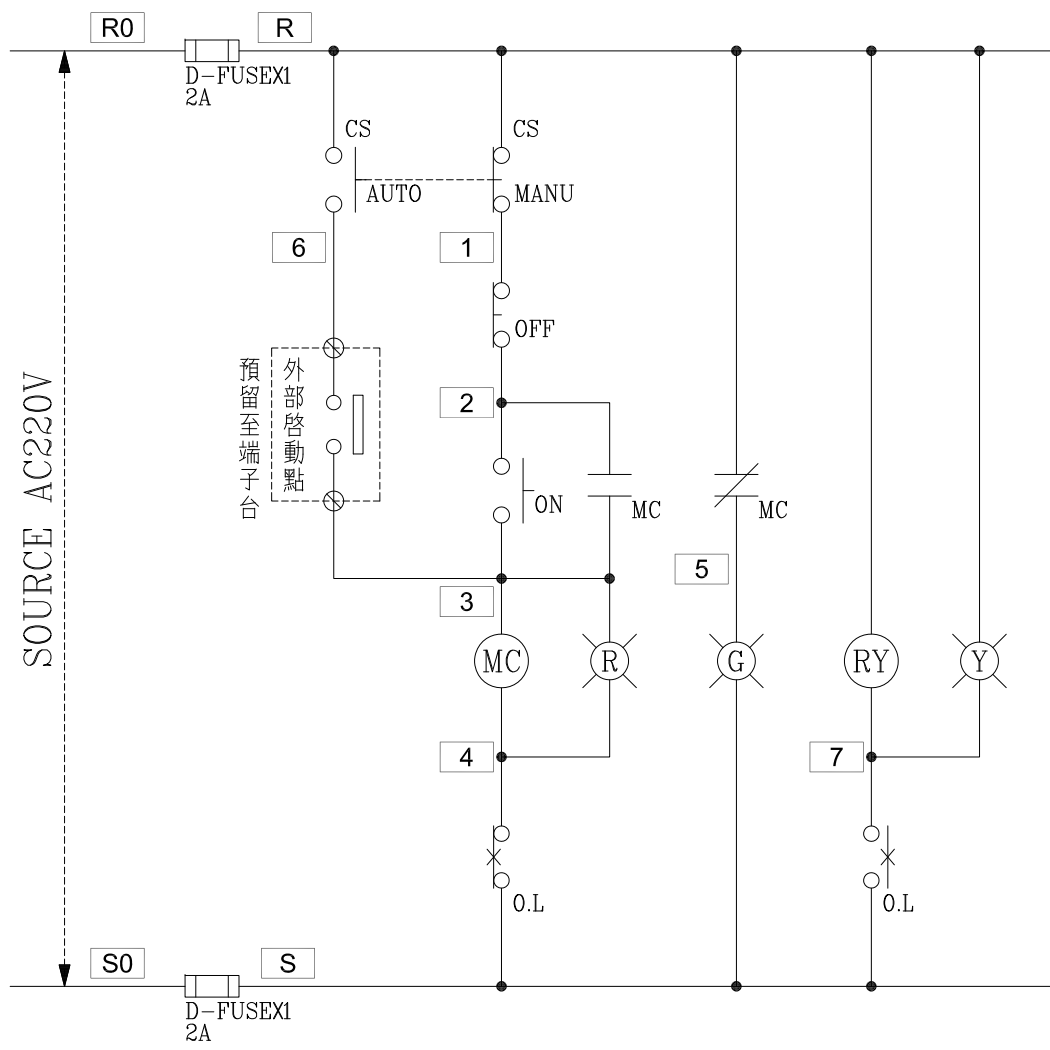 R0
R
D-FUSEX1
2A
CS
CS
AUTO
MANU
6
1
OFF
預留至端子台
外部啓動點
2
ON
MC
MC
SOURCE AC220V
5
3
MC
R
G
RY
Y
4
7
O.L
O.L
S0
S
D-FUSEX1
2A